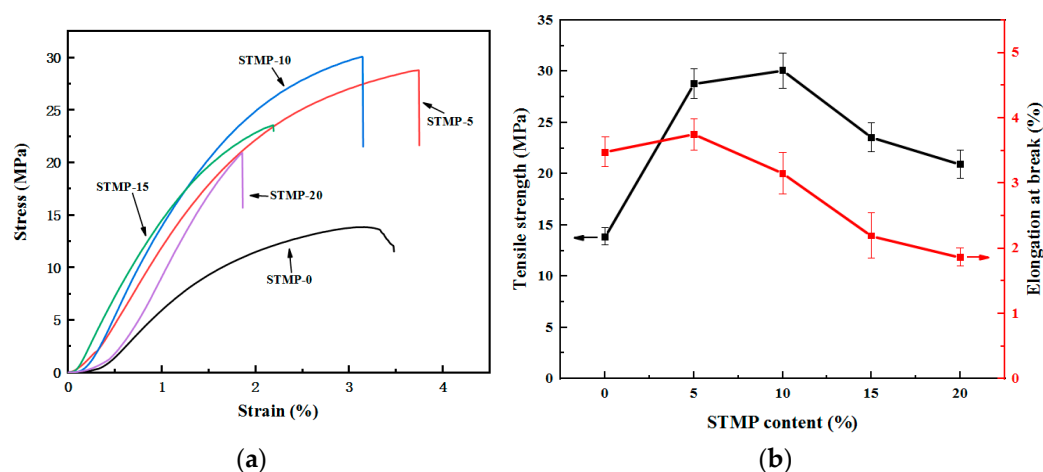 STMP-10
STMP-5
STMP-15
STMP-20
STMP-0
30
25
20
15
10
5
0
0
1
2
3
4
Stress (MPa)
Strain (%)
(a)
35
30
25
20
15
10
5
0
Tensile strength (MPa)
0
5
10
15
20
STMP content (%)
5
4
3
2
1
0
Elongation at break (%)
(b)